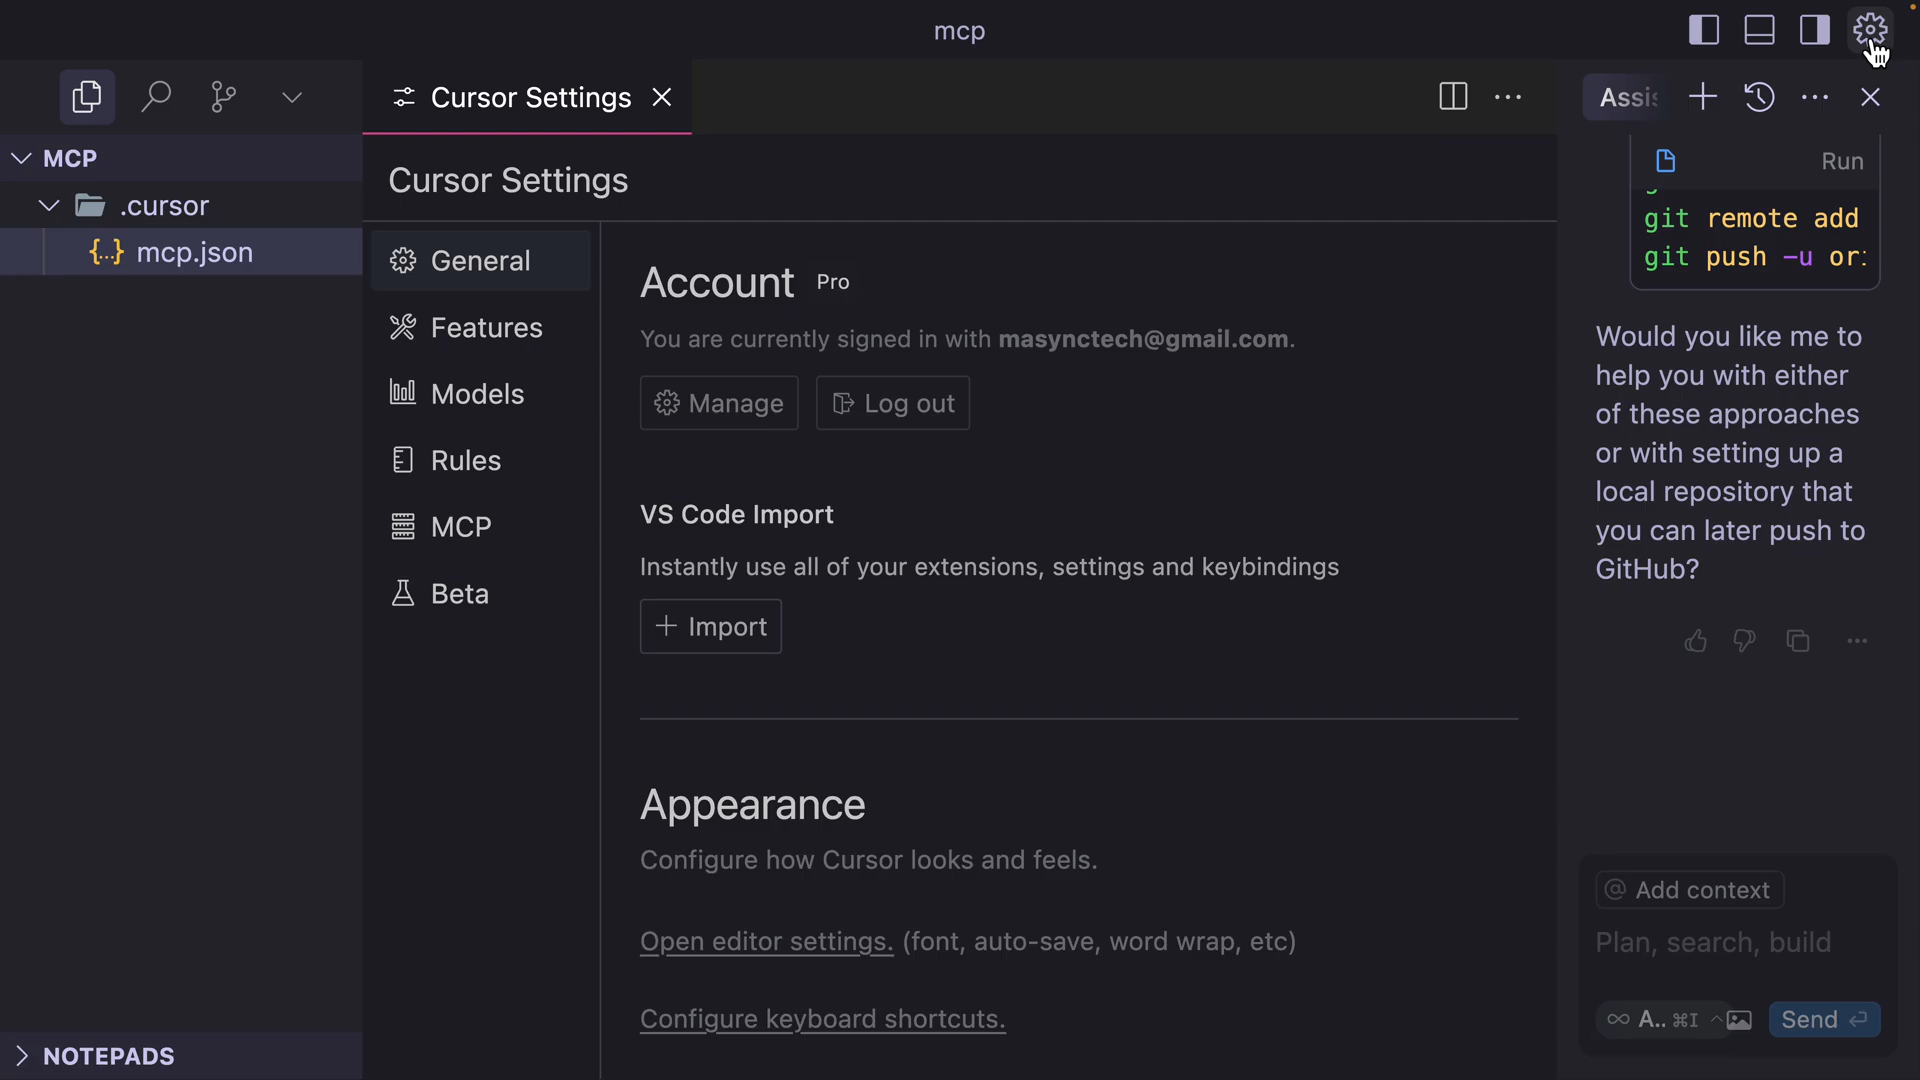 mcp
Cursor Settings
MCP
.cursor
{...} mcp.json
NOTEPADS
Cursor Settings
General
Features
Models
Rules
MCP
Beta
Account Pro
You are currently signed in with masynctech@gmail.com.
Manage
Log out
VS Code Import
Instantly use all of your extensions, settings and keybindings
+ Import
Appearance
Configure how Cursor looks and feels.
Open editor settings. (font, auto-save, word wrap, etc)
Configure keyboard shortcuts.
Assis
Run
git remote add
git push -u or:
Would you like me to
help you with either
of these approaches
or with setting up a
local repository that
you can later push to
GitHub?
@ Add context
Plan, search, build
∞ A.. ⌘I
Send